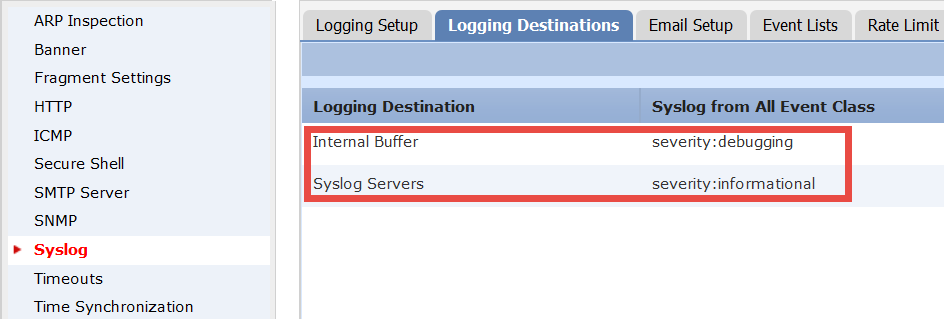 ARP Inspection
Banner
Fragment Settings
HTTP
ICMP
Secure Shell
SMTP Server
SNMP
Syslog
Timeouts
Time Synchronization
Logging Setup Logging Destinations Email Setup Event Lists Rate Limit
Logging Destination Syslog from All Event Class
Internal Buffer severity:debugging
Syslog Servers severity:informational